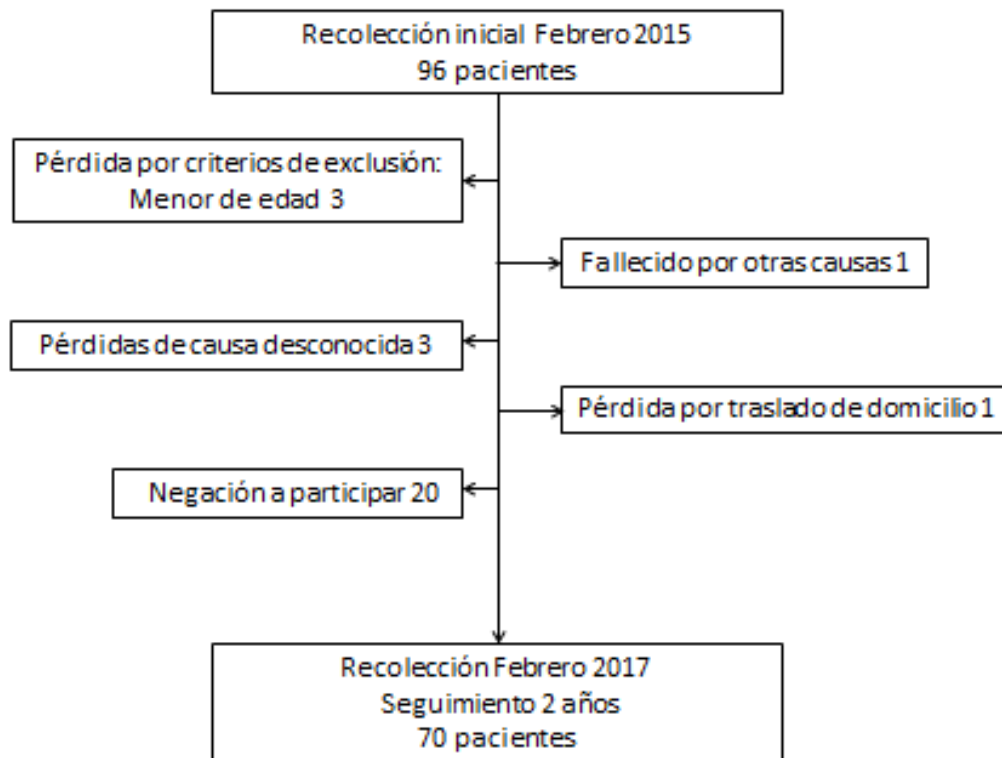 Recolección inicial Febrero 2015
96 pacientes
Pérdida por criterios de exclusión:
Menor de edad 3
Fallecido por otras causas 1
Pérdidas de causa desconocida 3
Pérdida por traslado de domicilio 1
Negación a participar 20
Recolección Febrero 2017
Seguimiento 2 años
70 pacientes